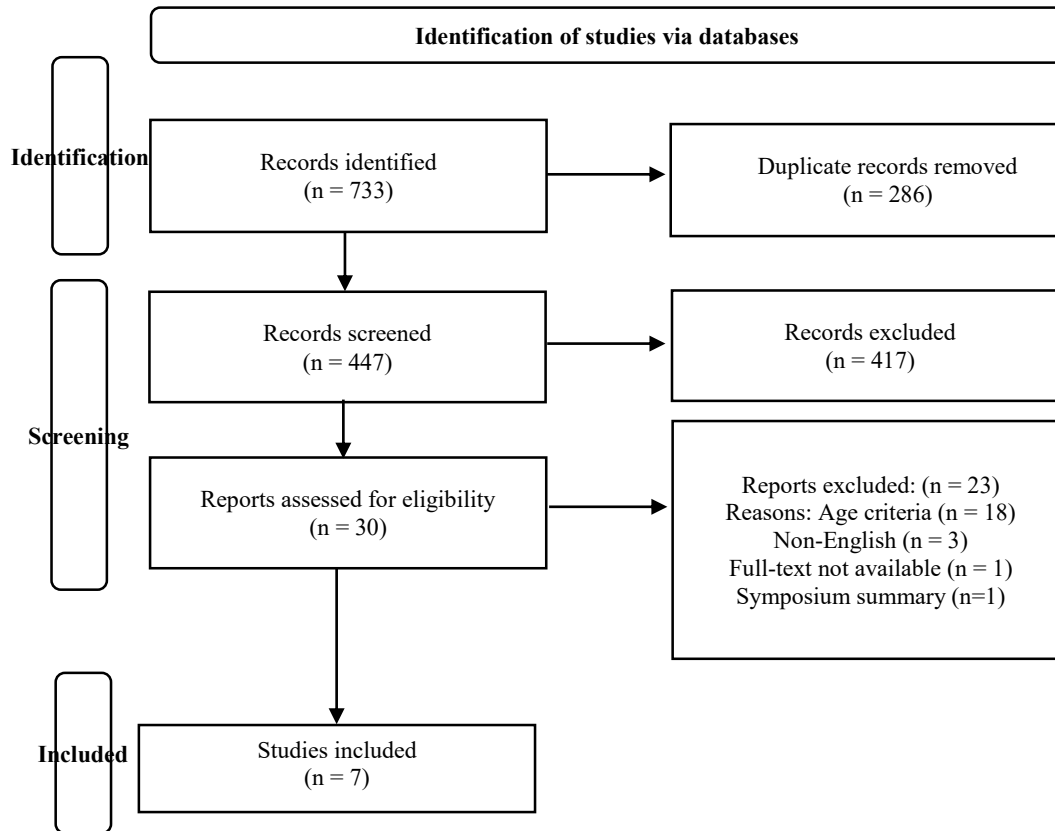 Identification of studies via databases
Identification
Records identified
(n = 733)
Duplicate records removed
(n = 286)
Screening
Records screened
(n = 447)
Records excluded
(n = 417)
Reports assessed for eligibility
(n = 30)
Reports excluded: (n = 23)
Reasons: Age criteria (n = 18)
Non-English (n = 3)
Full-text not available (n = 1)
Symposium summary (n=1)
Included
Studies included
(n = 7)